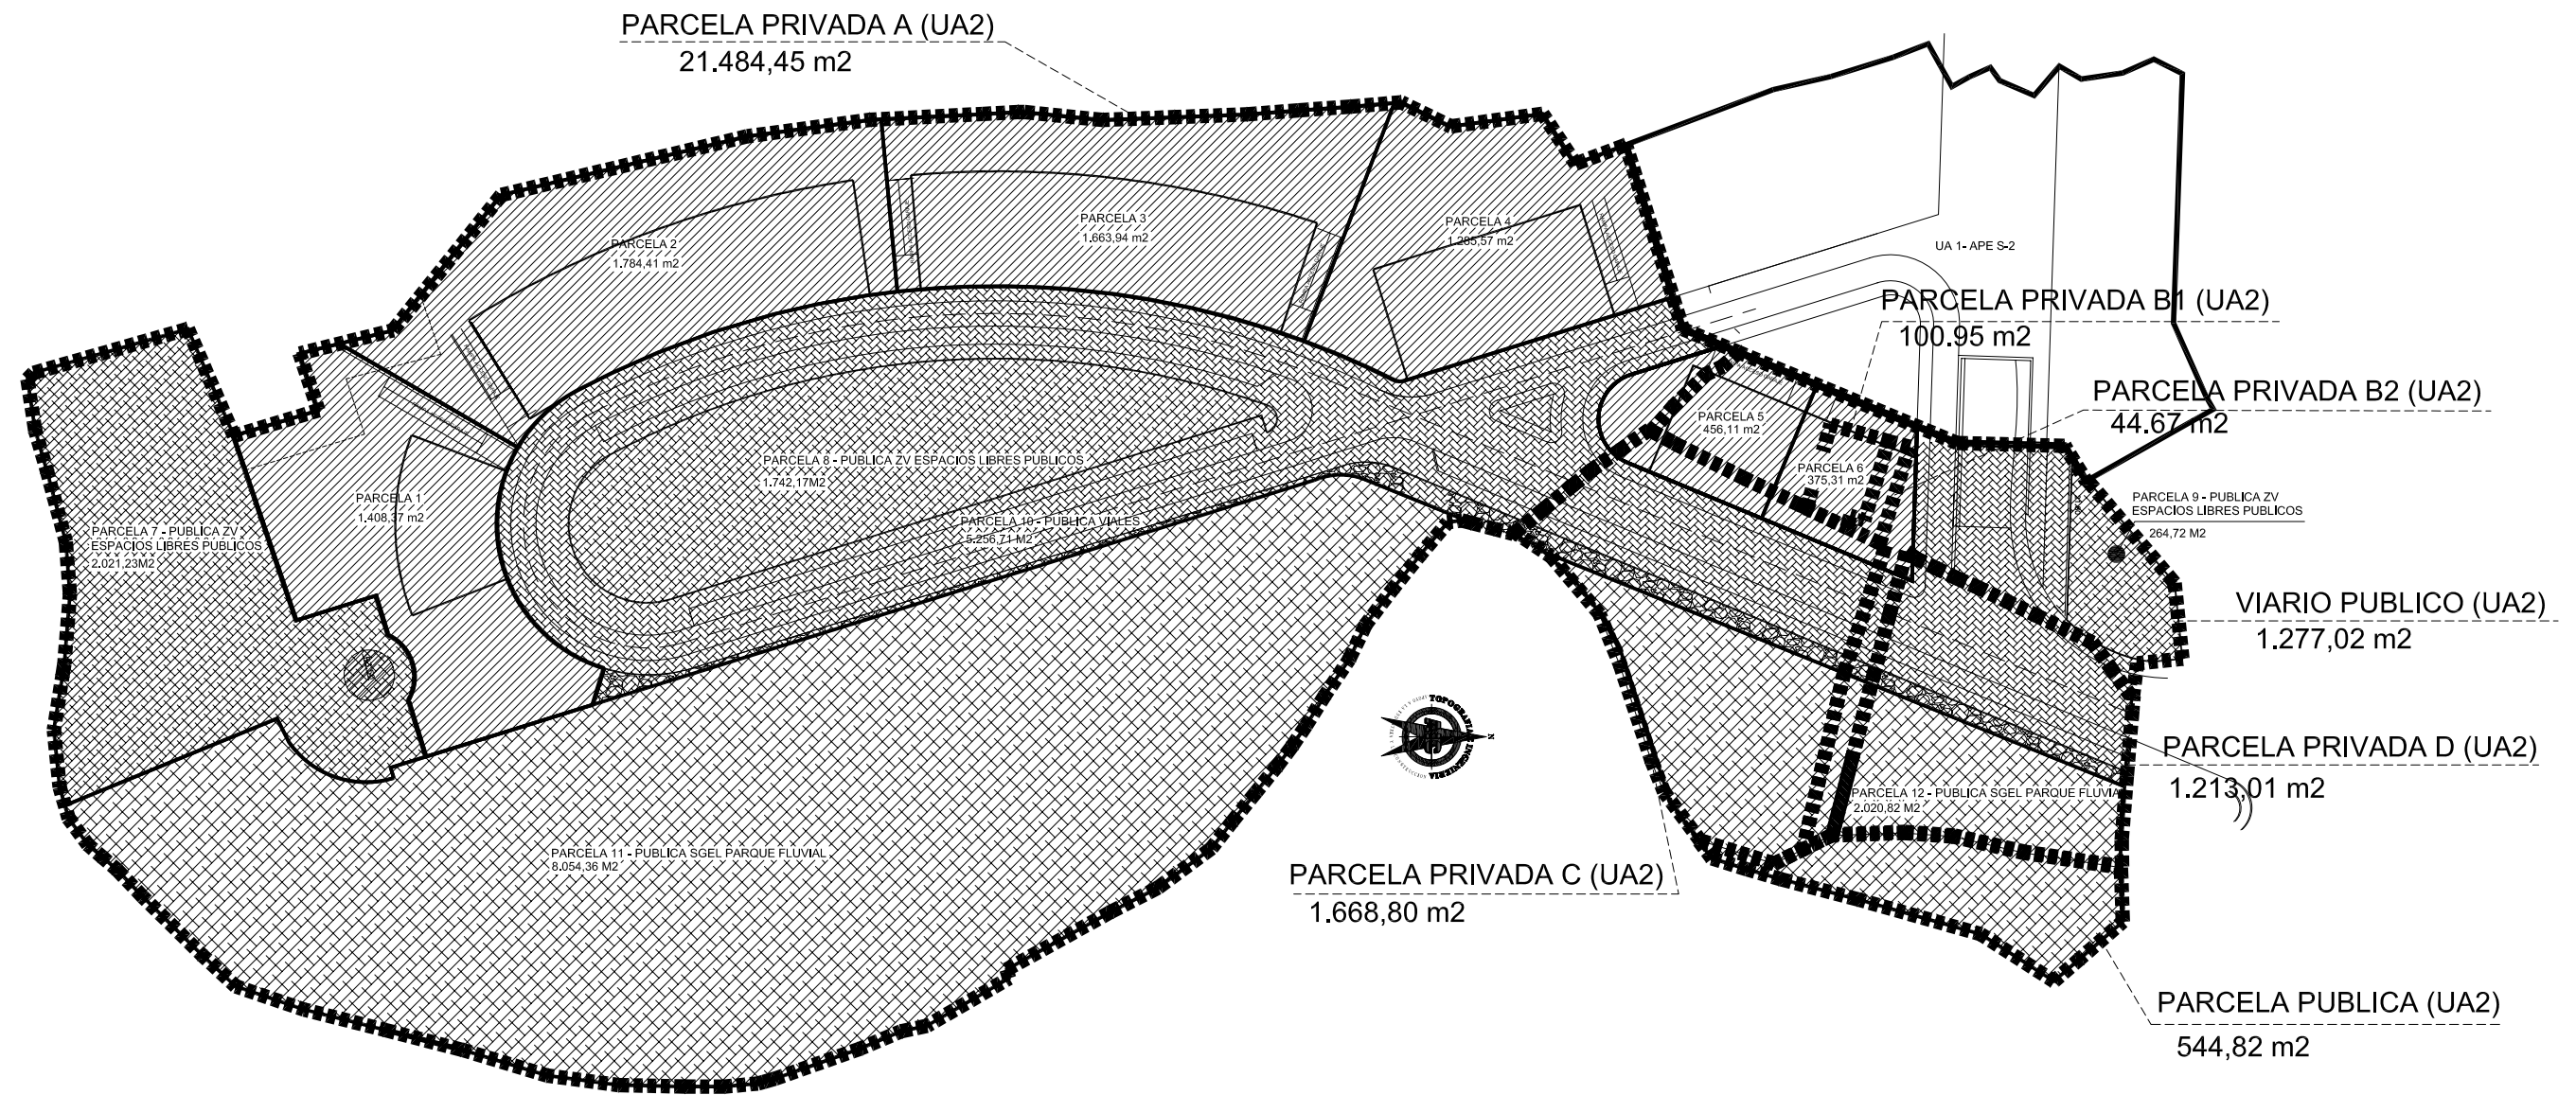 PARCELA PRIVADA A (UA2)
21.484,45 m2
PARCELA 2
1.784,41 m2
PARCELA 3
1.663,94 m2
PARCELA 4
1.285,57 m2
UA 1- APE S-2
PARCELA PRIVADA B1 (UA2)
100.95 m2
PARCELA PRIVADA B2 (UA2)
44.67 m2
PARCELA 5
456,11 m2
PARCELA 6
375,31 m2
PARCELA 8 - PUBLICA ZV ESPACIOS LIBRES PUBLICOS
1.742,17M2
PARCELA 1
1.408,37 m2
PARCELA 7 - PUBLICA ZV
ESPACIOS LIBRES PUBLICOS
2.021,23M2
PARCELA 10 - PUBLICA VIALES
5.256,71 M2
PARCELA 9 - PUBLICA ZV
ESPACIOS LIBRES PUBLICOS
264,72 M2
VIARIO PUBLICO (UA2)
1.277,02 m2
TOPOGRAFIA E INGENIERIA
N
PARCELA PRIVADA D (UA2)
1.213,01 m2
PARCELA 12 - PUBLICA SGEL PARQUE FLUVIA
2.020,82 M2
PARCELA 11 - PUBLICA SGEL PARQUE FLUVIAL
8.054,36 M2
PARCELA PRIVADA C (UA2)
1.668,80 m2
PARCELA PUBLICA (UA2)
544,82 m2